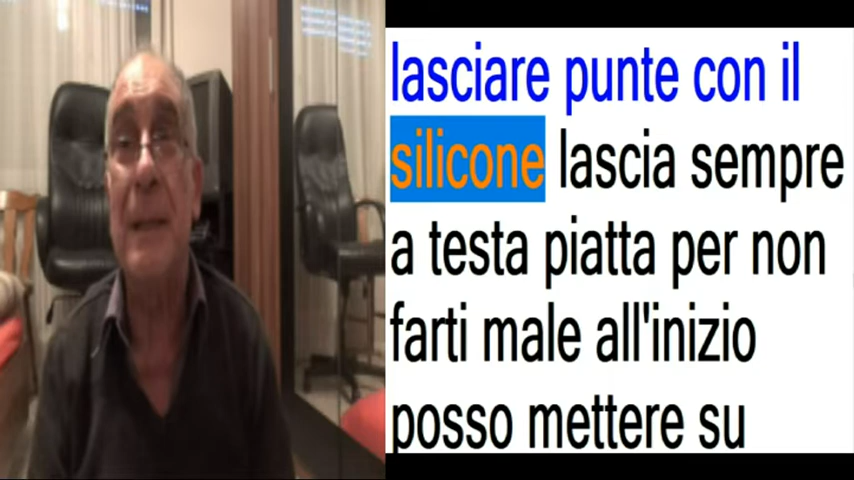 lasciare punte con il
silicone lascia sempre
a testa piatta per non
farti male all'inizio
posso mettere su